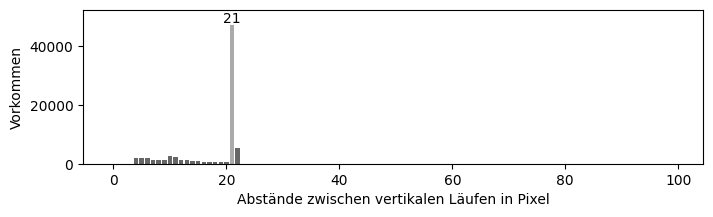 21
40000
20000
0
Vorkommen
0 20 40 60 80 100
Abstände zwischen vertikalen Läufen in Pixel